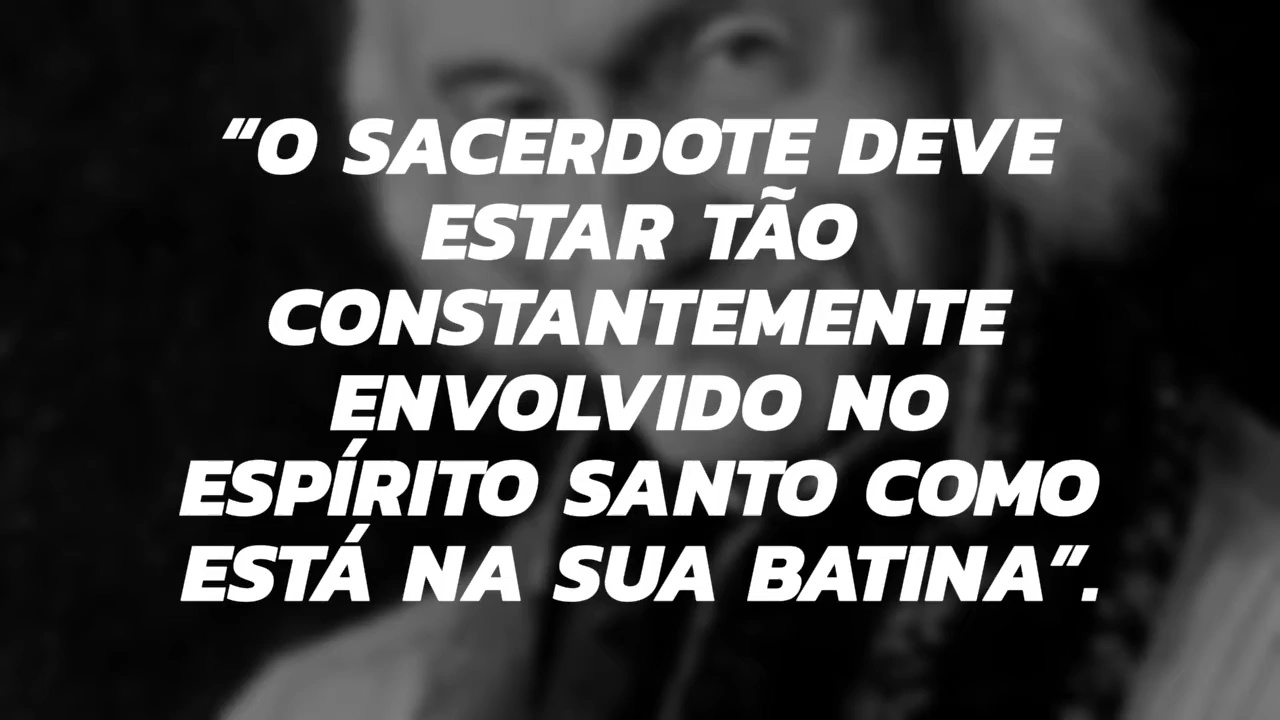 “O SACERDOTE DEVE
ESTAR TÃO
CONSTANTEMENTE
ENVOLVIDO NO
ESPÍRITO SANTO COMO
ESTÁ NA SUA BATINA”.